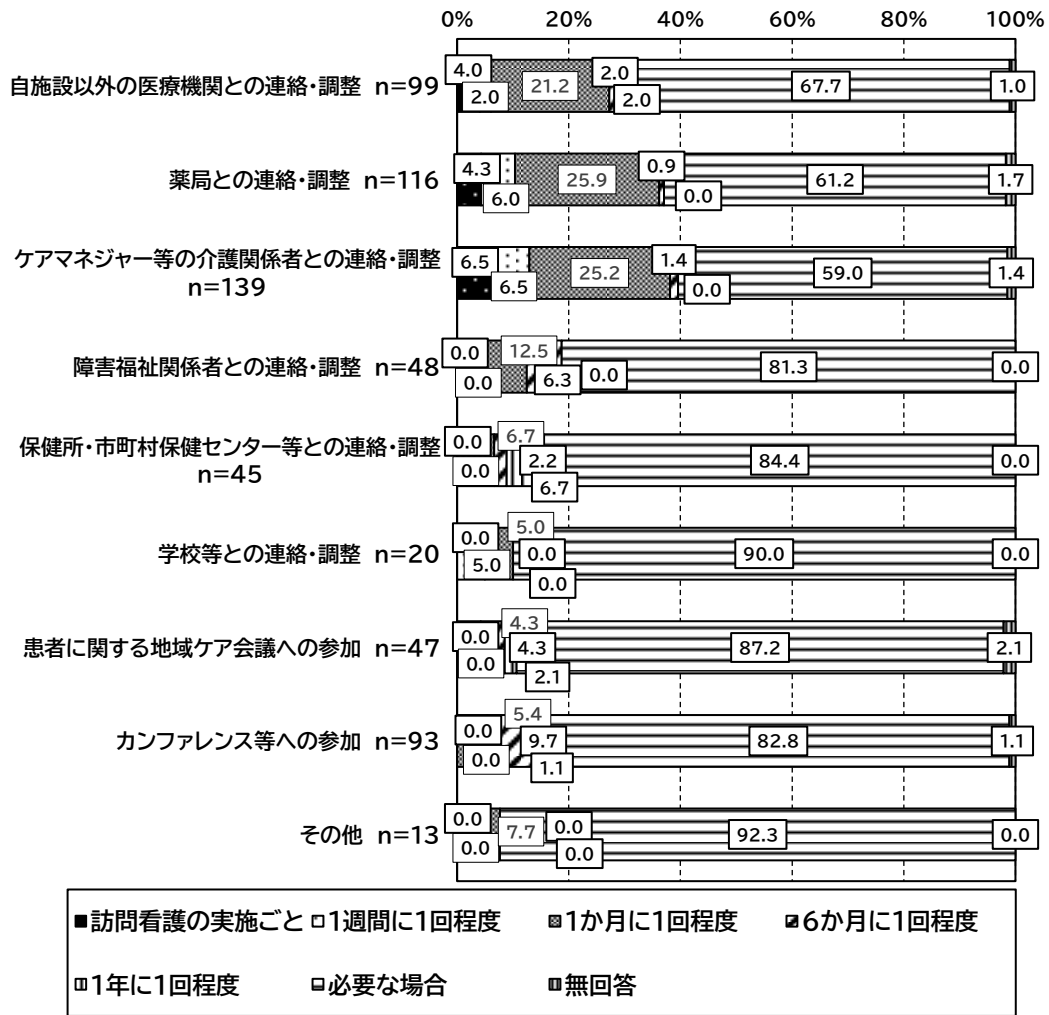 0% 20% 40% 60% 80% 100%
自施設以外の医療機関との連絡・調整 n=99
4.0 2.0 21.2 2.0 2.0 67.7 1.0
薬局との連絡・調整 n=116
4.3 6.0 25.9 0.9 0.0 61.2 1.7
ケアマネジャー等の介護関係者との連絡・調整
n=139
6.5 6.5 25.2 1.4 0.0 59.0 1.4
障害福祉関係者との連絡・調整 n=48
0.0 0.0 12.5 6.3 0.0 81.3 0.0
保健所・市町村保健センター等との連絡・調整
n=45
0.0 0.0 6.7 2.2 6.7 84.4 0.0
学校等との連絡・調整 n=20
0.0 5.0 5.0 0.0 0.0 90.0 0.0
患者に関する地域ケア会議への参加 n=47
0.0 0.0 4.3 4.3 2.1 87.2 2.1
カンファレンス等への参加 n=93
0.0 0.0 5.4 9.7 1.1 82.8 1.1
その他 n=13
0.0 0.0 7.7 0.0 0.0 92.3 0.0
訪問看護の実施ごと 1週間に1回程度 1か月に1回程度 6か月に1回程度
1年に1回程度 必要な場合 無回答